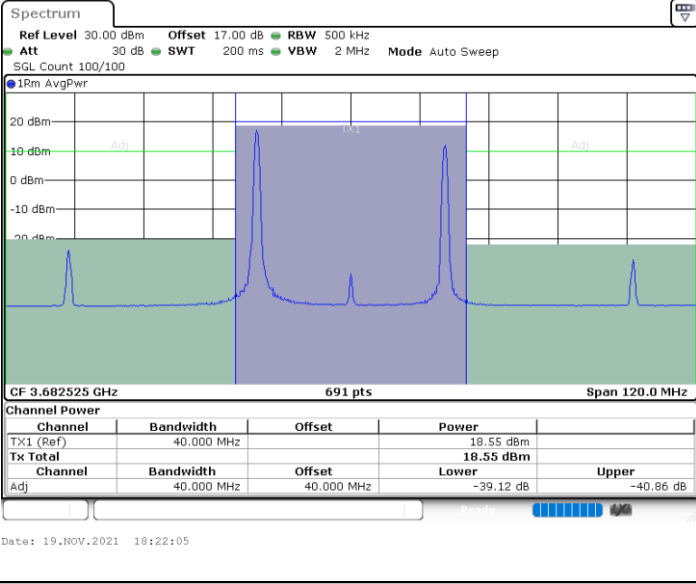 Spectrum
Ref Level 30.00 dBm Offset 17.00 dB RBW 500 kHz
Att 30 dB SWT 200 ms VBW 2 MHz Mode Auto Sweep
SGL Count 100/100
1Rm AvgPwr
20 dBm
TX1
Adj
Adj
10 dBm
0 dBm
-10 dBm
-20 dBm
CF 3.682525 GHz 691 pts Span 120.0 MHz
Channel Power
Channel Bandwidth Offset Power
TX1 (Ref) 40.000 MHz 18.55 dBm
Tx Total 18.55 dBm
Channel Bandwidth Offset Lower Upper
Adj 40.000 MHz 40.000 MHz -39.12 dB -40.86 dB
Ready
Date: 19.NOV.2021 18:22:05